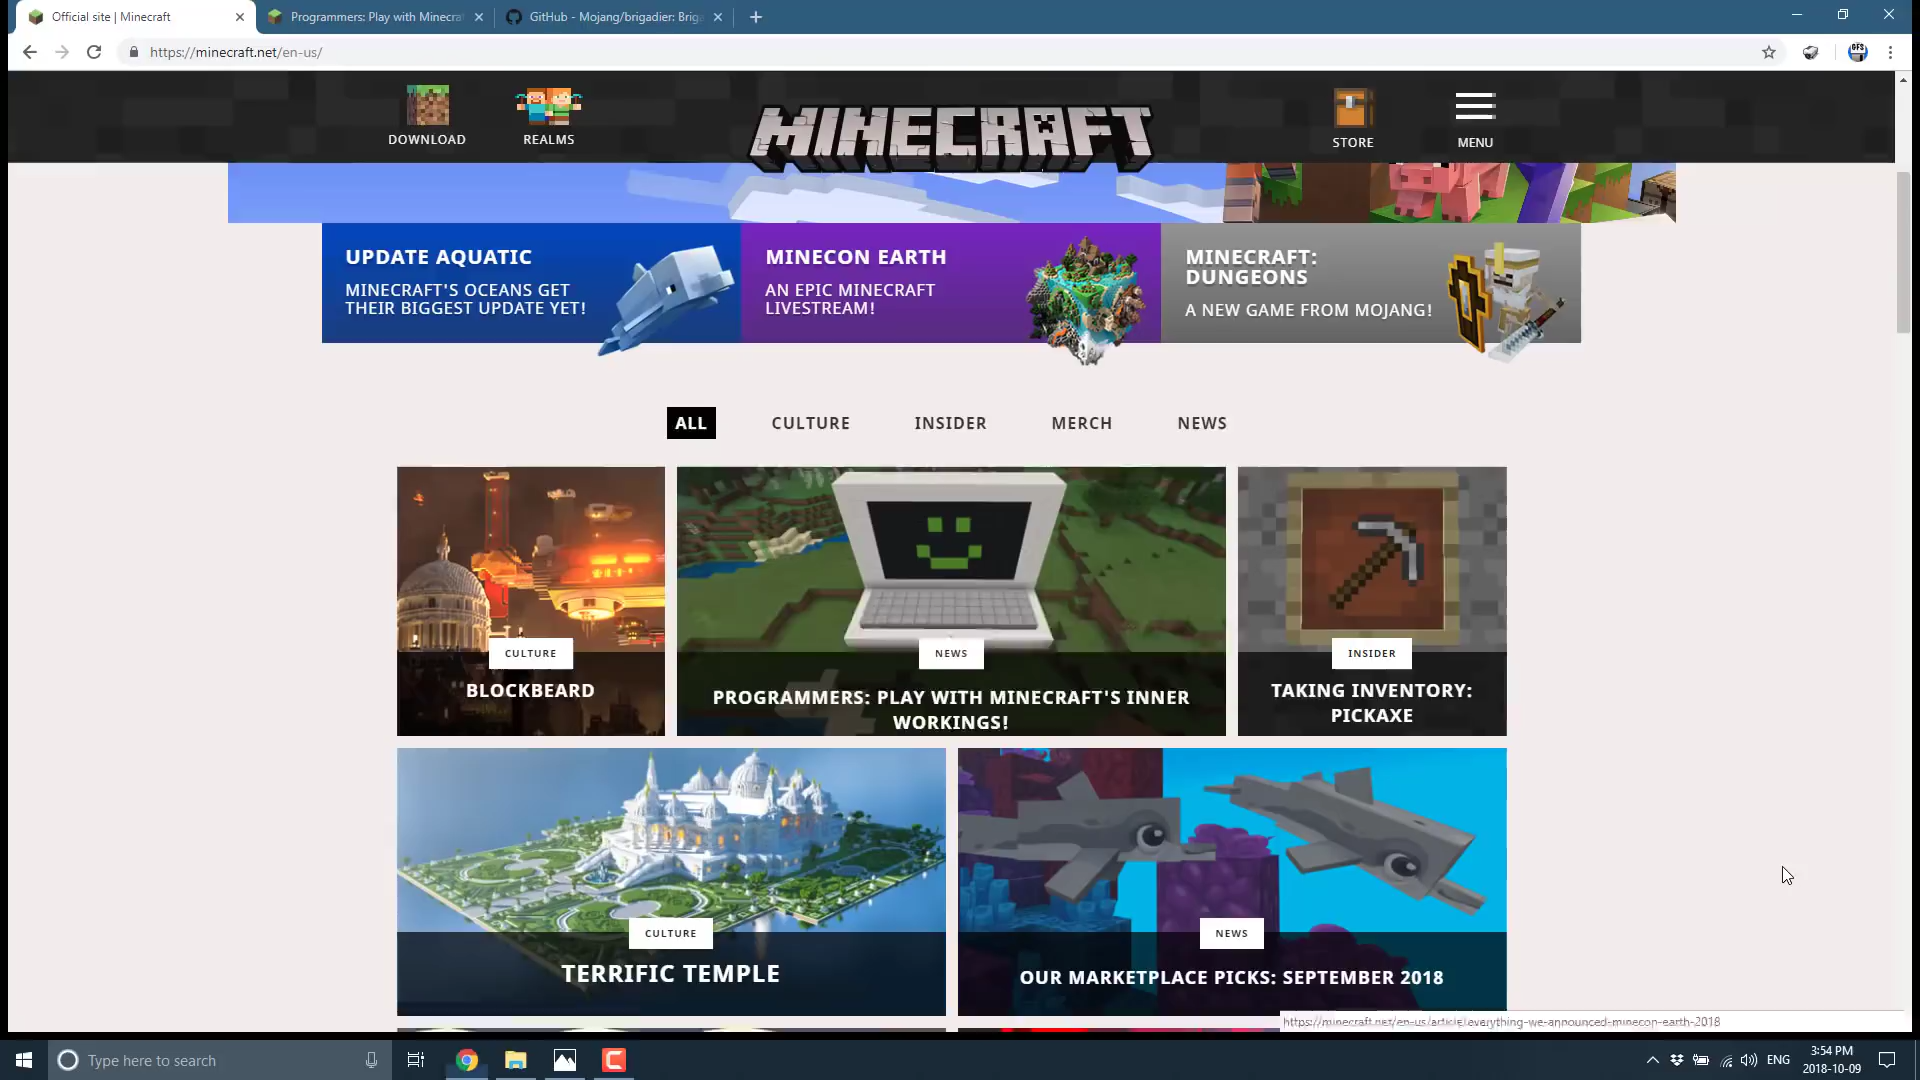 Official site | Minecraft
Programmers: Play with Minecraf
GitHub - Mojang/brigadier: Brig
https://minecraft.net/en-us/
DOWNLOAD
REALMS
MINECRAFT
STORE
MENU
UPDATE AQUATIC
MINECRAFT'S OCEANS GET
THEIR BIGGEST UPDATE YET!
MINECON EARTH
AN EPIC MINECRAFT
LIVESTREAM!
MINECRAFT:
DUNGEONS
A NEW GAME FROM MOJANG!
ALL
CULTURE
INSIDER
MERCH
NEWS
CULTURE
BLOCKBEARD
NEWS
PROGRAMMERS: PLAY WITH MINECRAFT'S INNER
WORKINGS!
INSIDER
TAKING INVENTORY:
PICKAXE
CULTURE
TERRIFIC TEMPLE
NEWS
OUR MARKETPLACE PICKS: SEPTEMBER 2018
https://minecraft.net/en-us/article/everything-we-announced-minecon-earth-2018
Type here to search
ENG
3:54 PM
2018-10-09